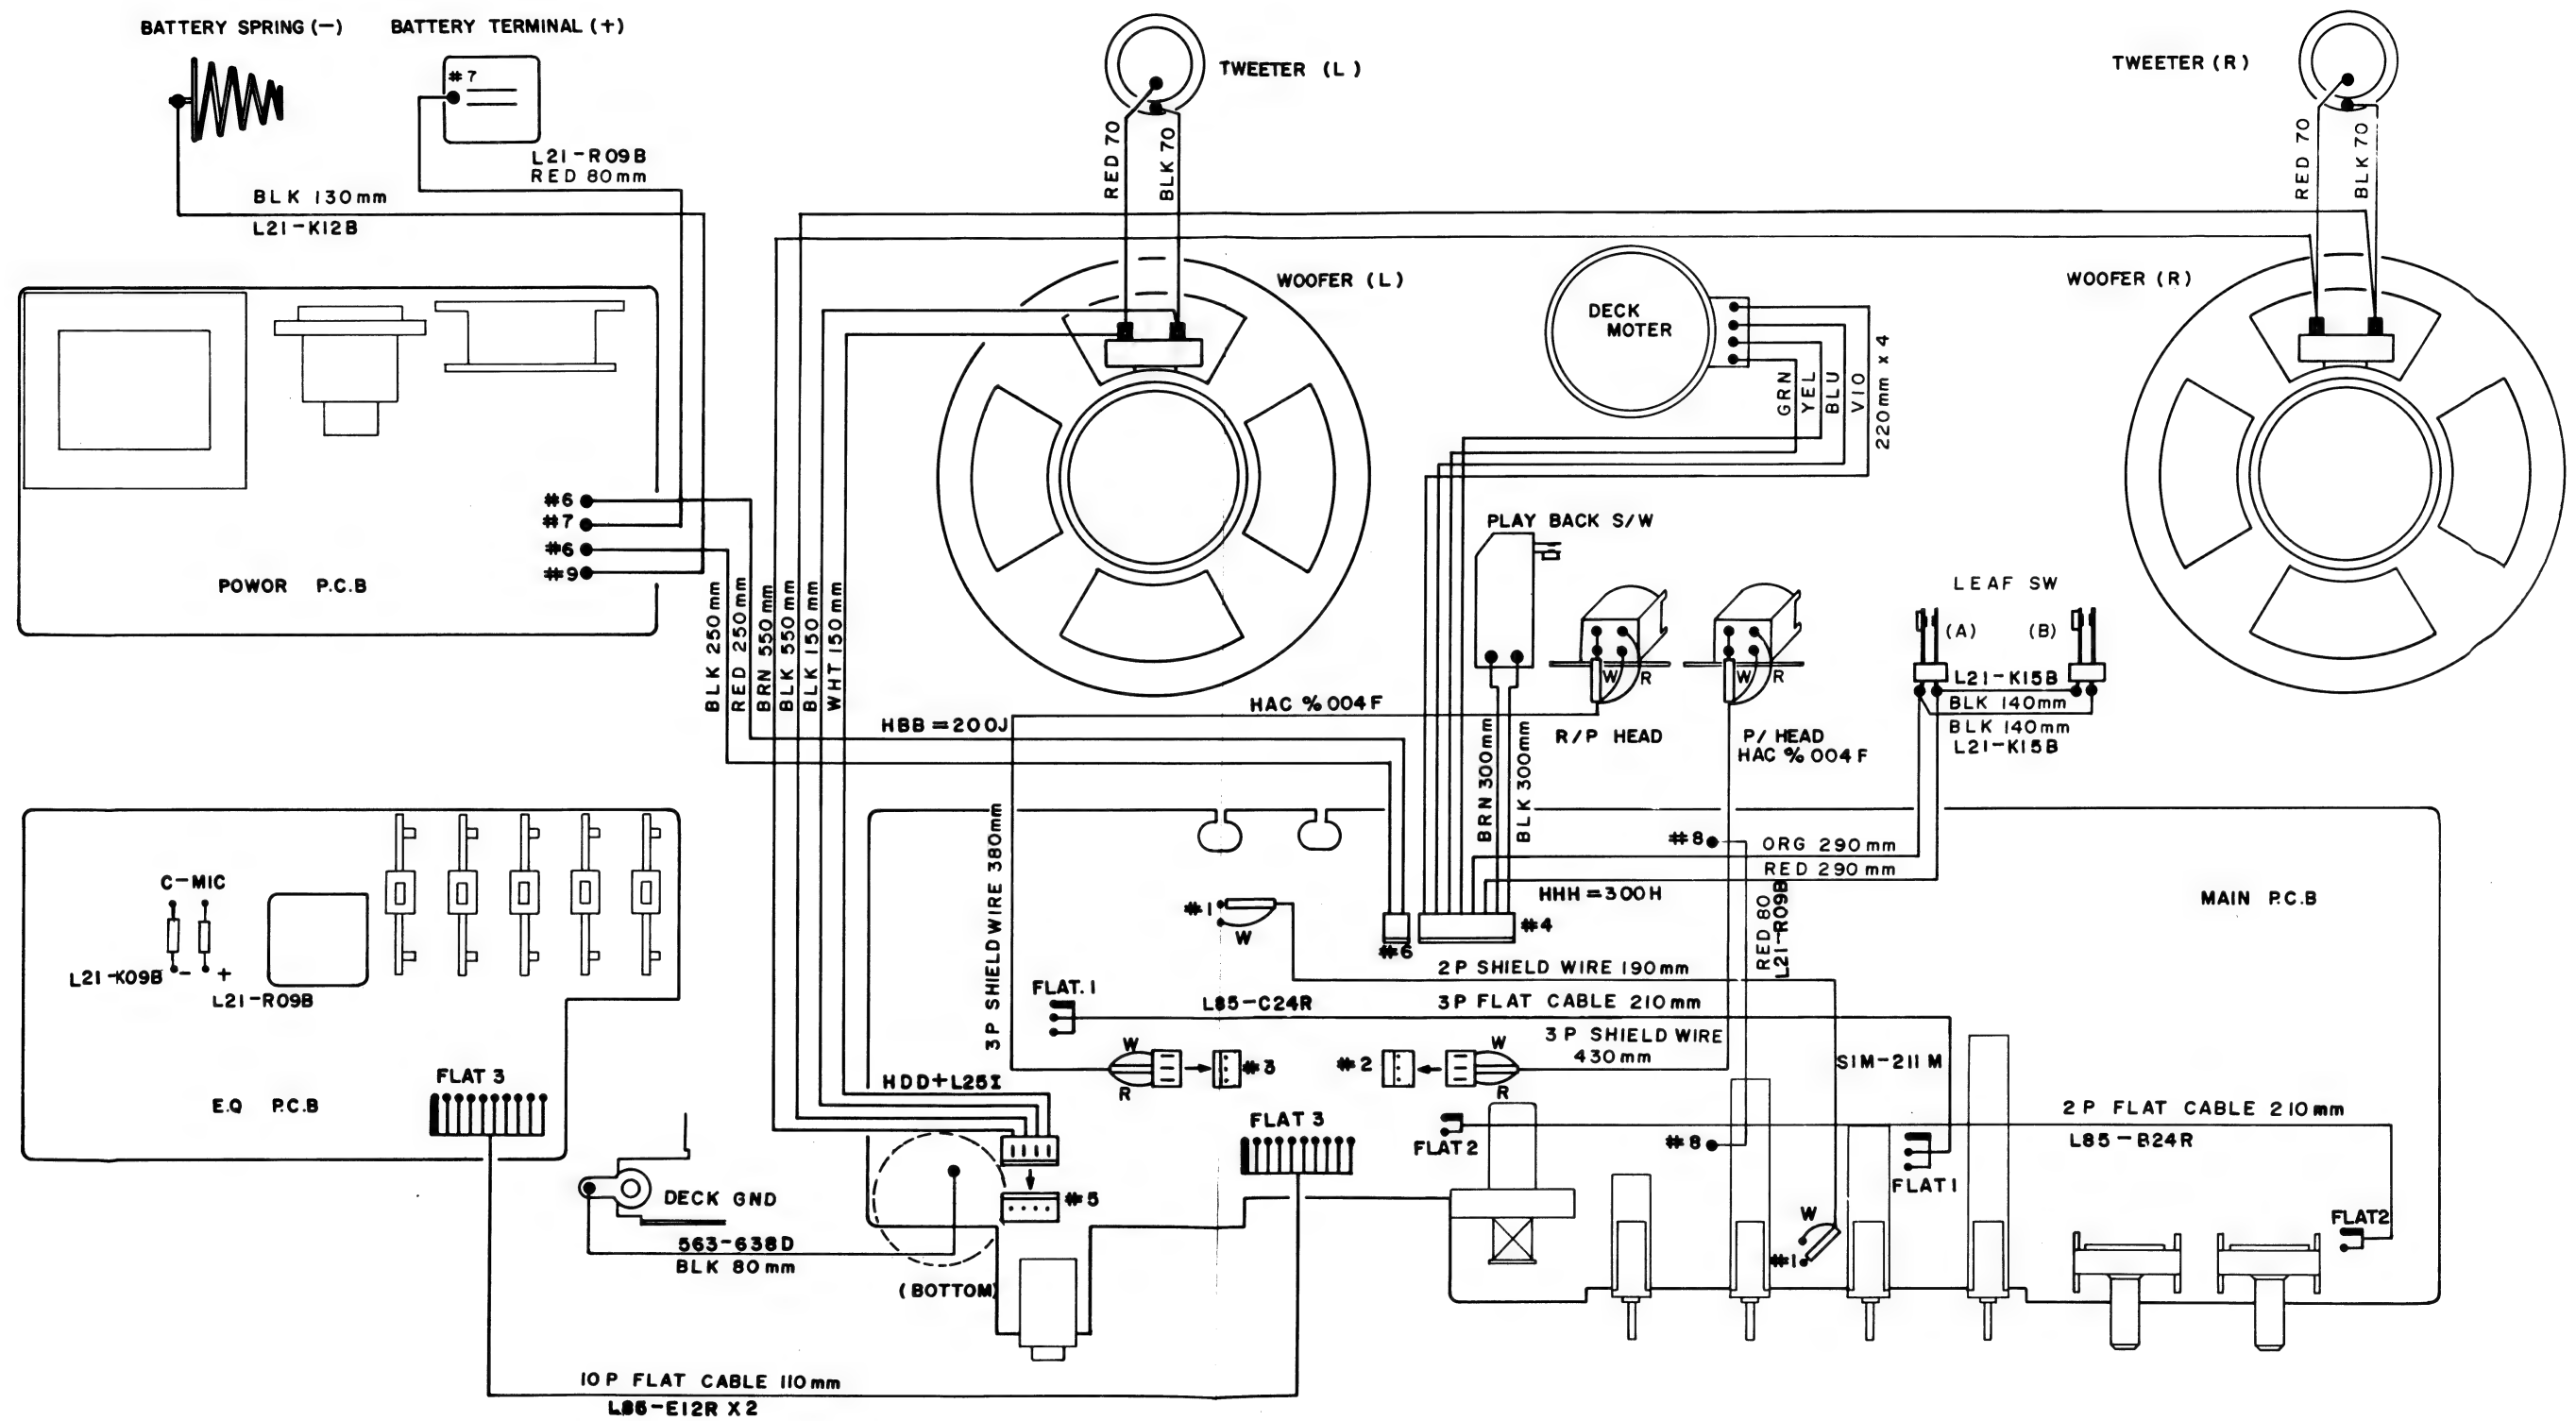 BATTERY SPRING (−)
BATTERY TERMINAL (+)
#7
L21-R09B
RED 80mm
BLK 130mm
L21-K12B
TWEETER (L)
RED 70
BLK 70
TWEETER (R)
RED 70
BLK 70
WOOFER (L)
WOOFER (R)
DECK
MOTER
GRN
YEL
BLU
VIO
220mm x 4
#6
#7
#6
#9
POWOR P.C.B
BLK 250mm
RED 250mm
BRN 550mm
BLK 550mm
BLK 150mm
WHT 150mm
PLAY BACK S/W
LEAF SW
(A)
(B)
L21-K15B
BLK 140mm
BLK 140mm
L21-K15B
W
R
W
R
HAC %004F
HBB=200J
R/P HEAD
P/ HEAD
HAC %004F
BRN 300mm
BLK 300mm
3P SHIELD WIRE 380mm
#8
ORG 290mm
RED 290mm
HHH=300H
RED 80
L21-R09B
MAIN P.C.B
#1
W
#6
#4
C-MIC
L21-K09B
-
+
L21-R09B
2P SHIELD WIRE 190mm
FLAT.1
L85-C24R
3P FLAT CABLE 210mm
3P SHIELD WIRE
430mm
W
R
#3
#2
W
R
S1M-211M
FLAT 3
E.Q P.C.B
HDD+L25I
FLAT 3
FLAT 2
#8
2P FLAT CABLE 210mm
L85-B24R
FLAT1
DECK GND
#5
W
#1
FLAT2
563-638D
BLK 80mm
(BOTTOM)
10P FLAT CABLE 110mm
L85-E12R X2